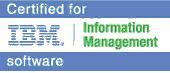 Certified for
IBM. Information
Management
software